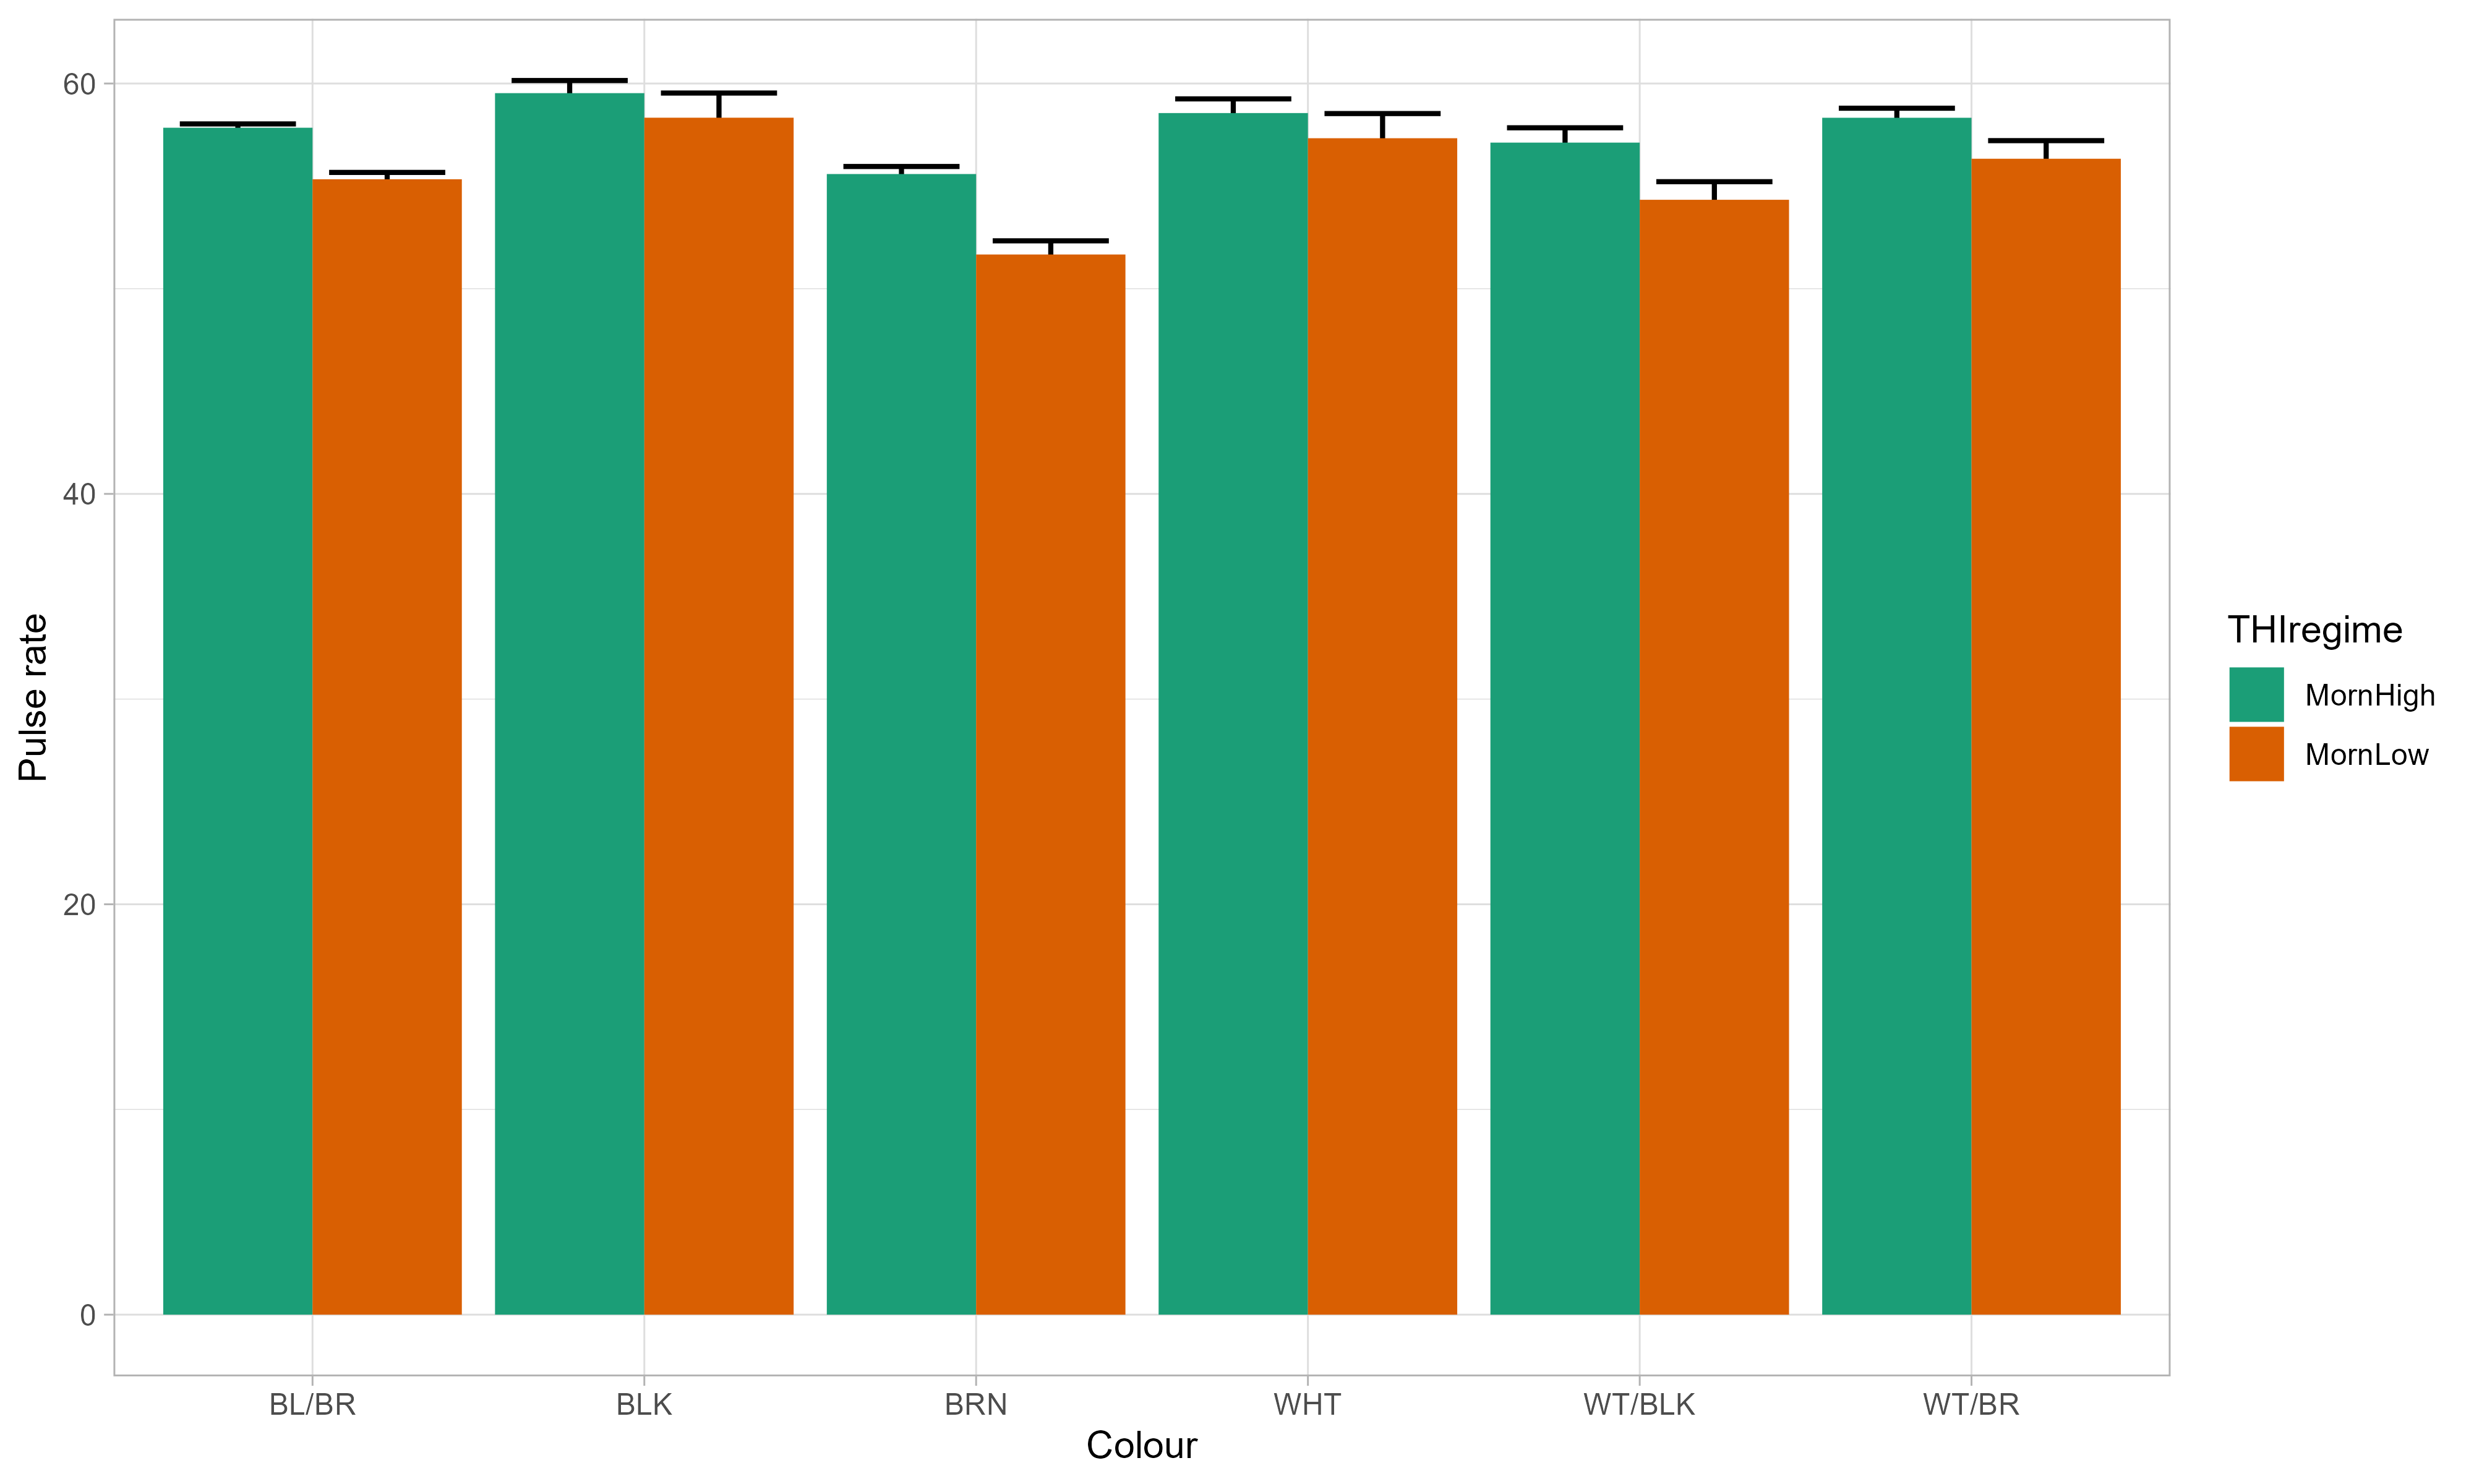 60
40
20
0
Pulse rate
BL/BR
BLK
BRN
WHT
WT/BLK
WT/BR
Colour
THIregime
MornHigh
MornLow